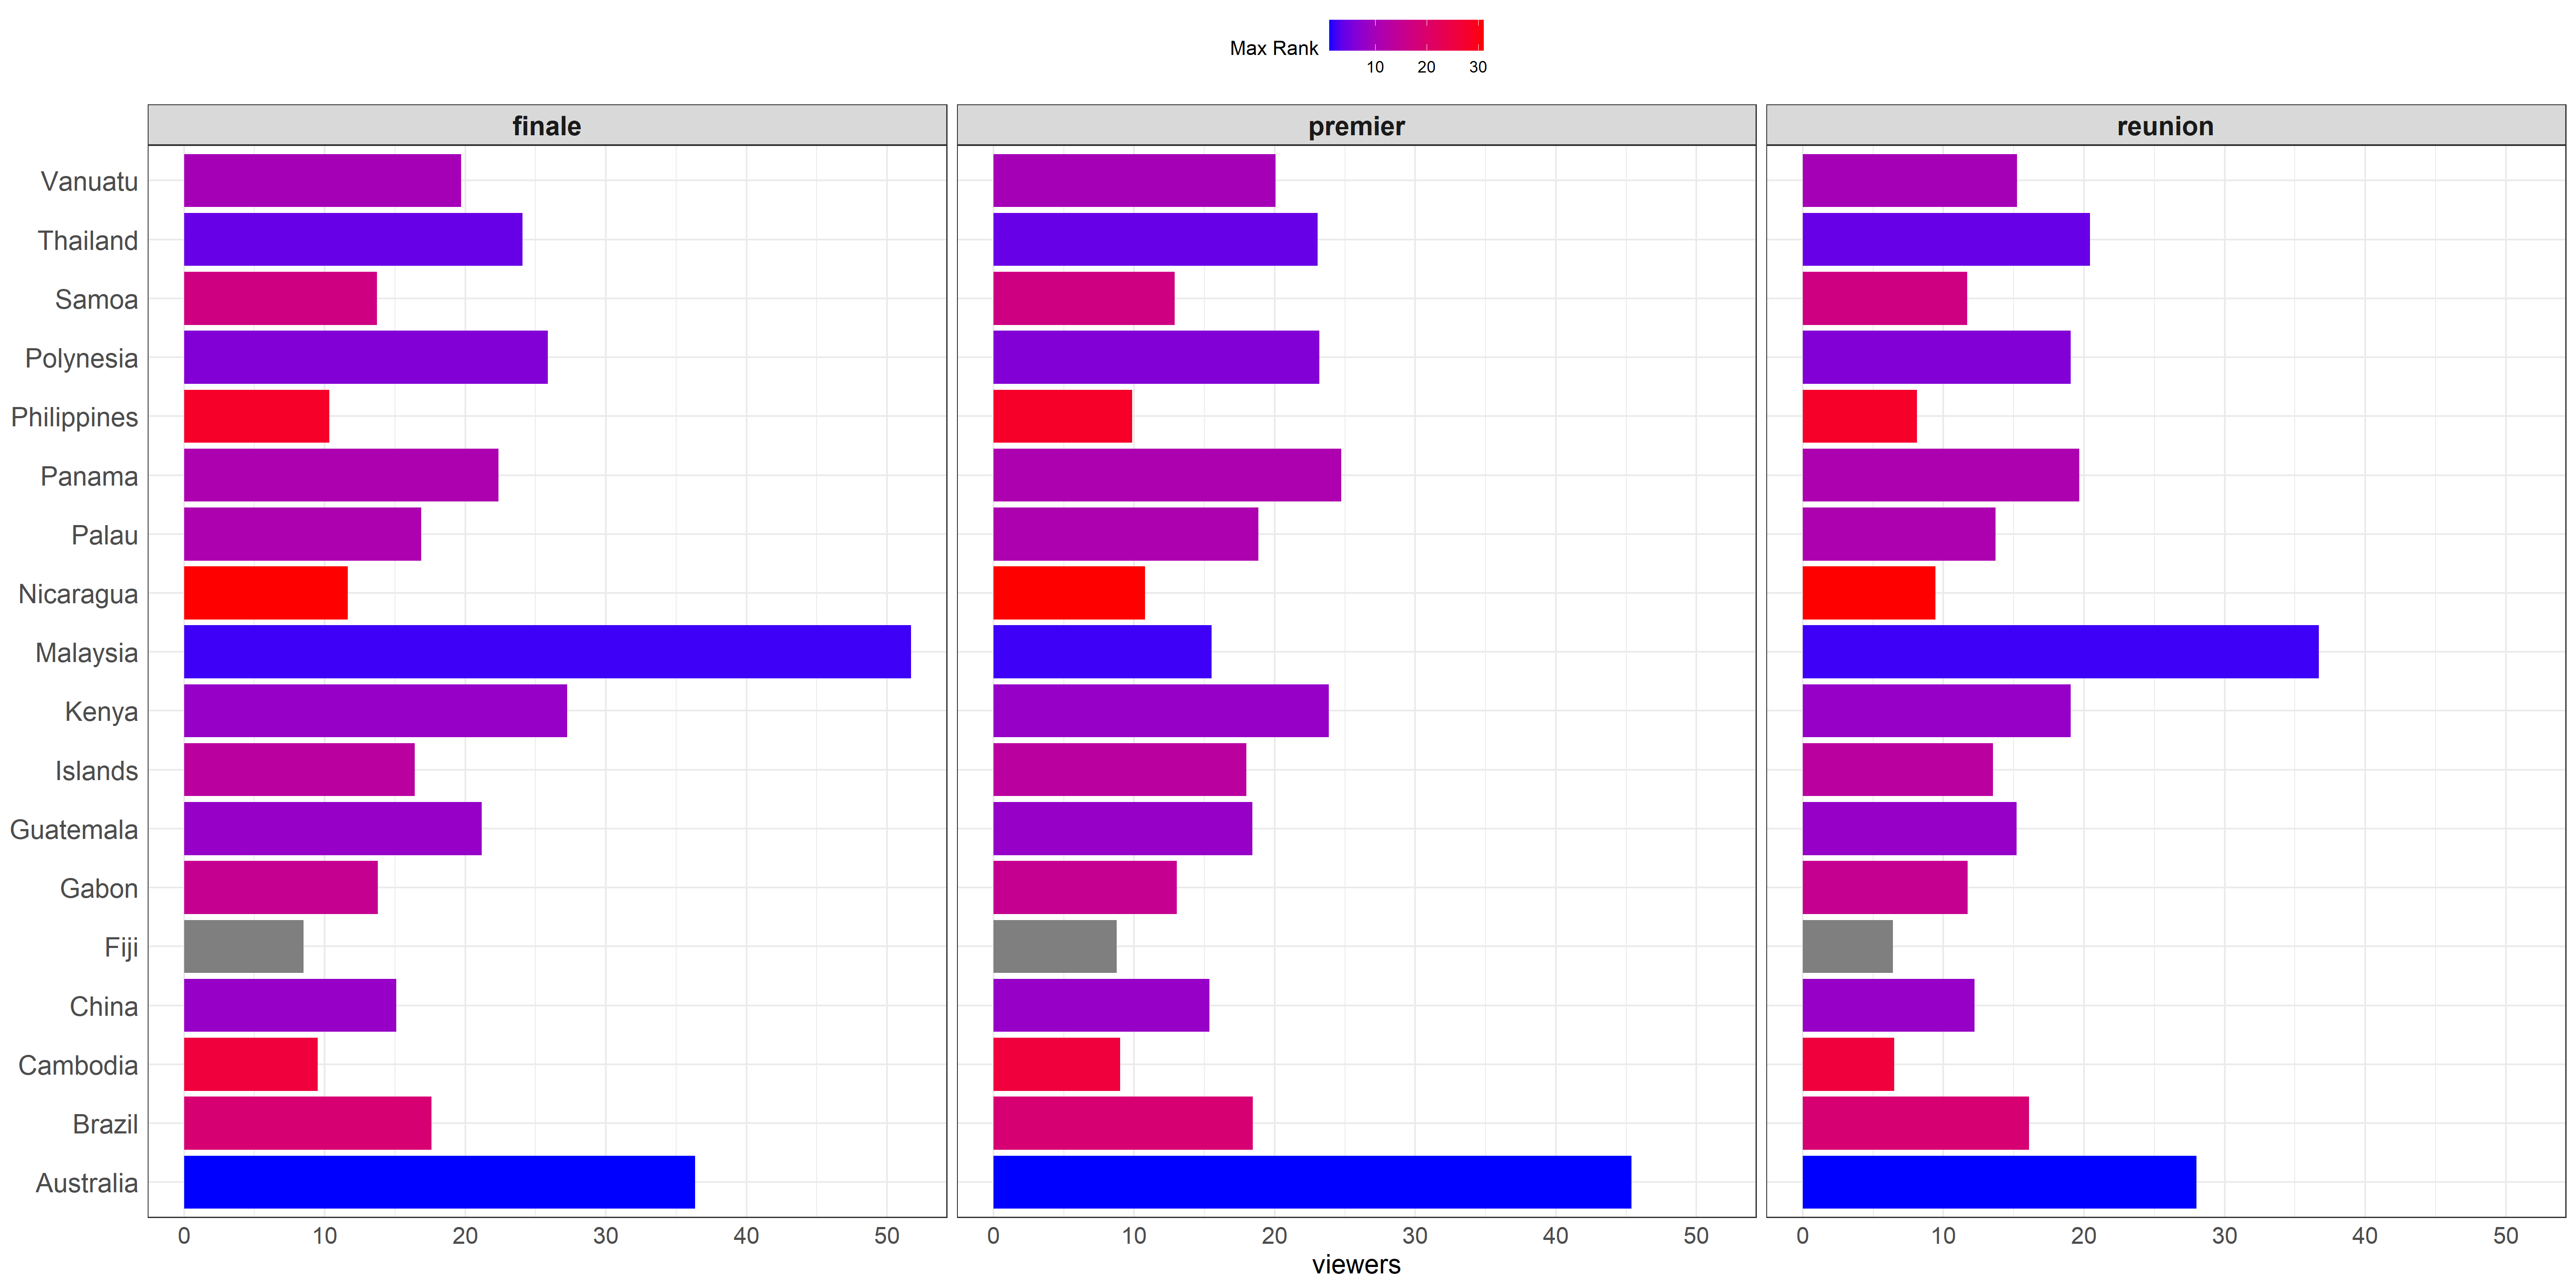 Max Rank
10 20 30
finale premier reunion
Vanuatu
Thailand
Samoa
Polynesia
Philippines
Panama
Palau
Nicaragua
Malaysia
Kenya
Islands
Guatemala
Gabon
Fiji
China
Cambodia
Brazil
Australia
0 10 20 30 40 50 0 10 20 30 40 50 0 10 20 30 40 50
viewers